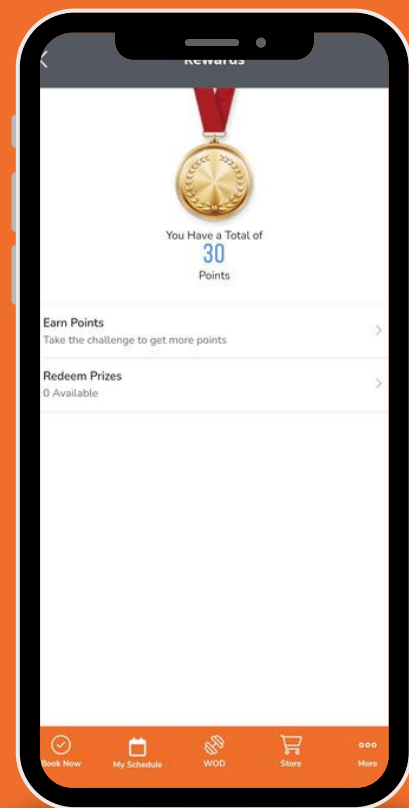 Rewards
You Have a Total of
30
Points
Earn Points
Take the challenge to get more points
Redeem Prizes
0 Available
Book Now
My Schedule
WOD
Store
More